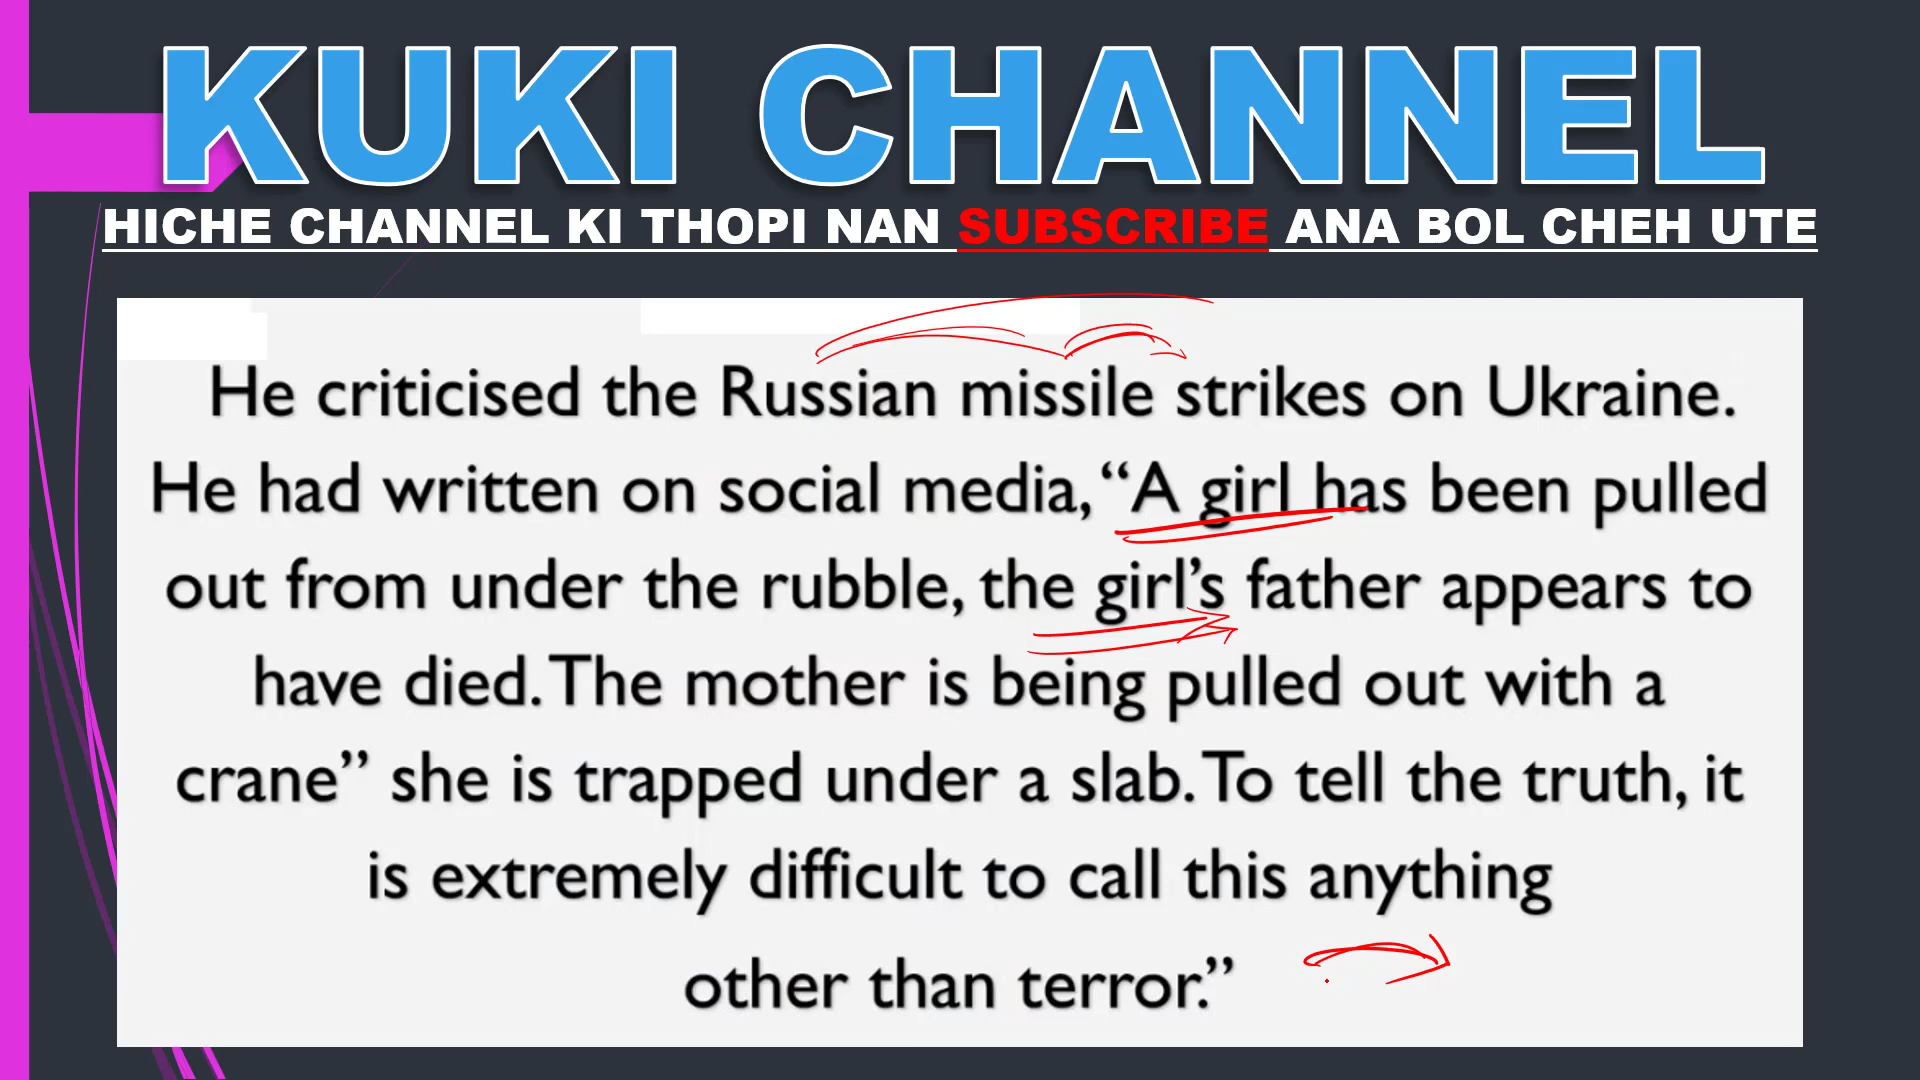 KUKI CHANNEL
HICHE CHANNEL KI THOPI NAN SUBSCRIBE ANA BOL CHEH UTE
He criticised the Russian missile strikes on Ukraine.
He had written on social media, “A girl has been pulled
out from under the rubble, the girl’s father appears to
have died. The mother is being pulled out with a
crane” she is trapped under a slab. To tell the truth, it
is extremely difficult to call this anything
other than terror.”